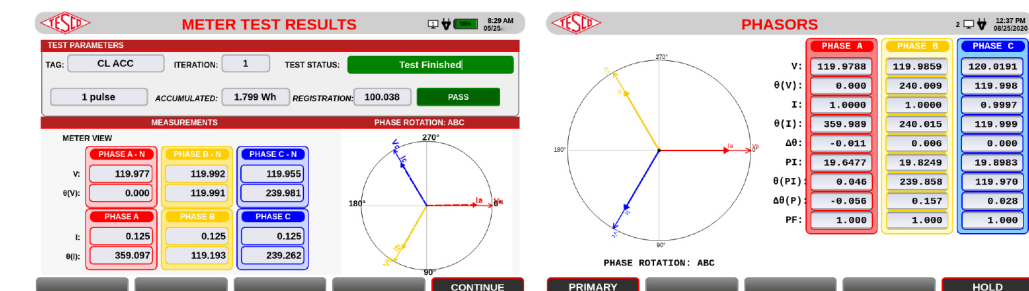 TESCO
METER TEST RESULTS
1
8:29 AM
05/25
TEST PARAMETERS
TAG: CL ACC ITERATION: 1 TEST STATUS: Test Finished
1 pulse ACCUMULATED: 1.799 Wh REGISTRATION: 100.038 PASS
MEASUREMENTS
PHASE ROTATION: ABC
METER VIEW
PHASE A - N PHASE B - N PHASE C - N
V: 119.977 119.992 119.955
θ(V): 0.000 119.991 239.981
PHASE A PHASE B PHASE C
I: 0.125 0.125 0.125
θ(I): 359.097 119.193 239.262
270°
Vc Ic
180° Ia Va 0°
90°
CONTINUE
TESCO
PHASORS
2
12:37 PM
08/25/2020
270°
180° Ia
90°
PHASE ROTATION: ABC
PHASE A PHASE B PHASE C
V: 119.9788 119.9859 120.0191
θ(V): 0.000 240.009 119.998
I: 1.0000 1.0000 0.9997
θ(I): 359.989 240.015 119.999
Δθ: -0.011 0.006 0.000
PI: 19.6477 19.8249 19.8983
θ(PI): 0.046 239.858 119.970
Δθ(P): -0.056 0.157 0.028
PF: 1.000 1.000 1.000
PRIMARY HOLD